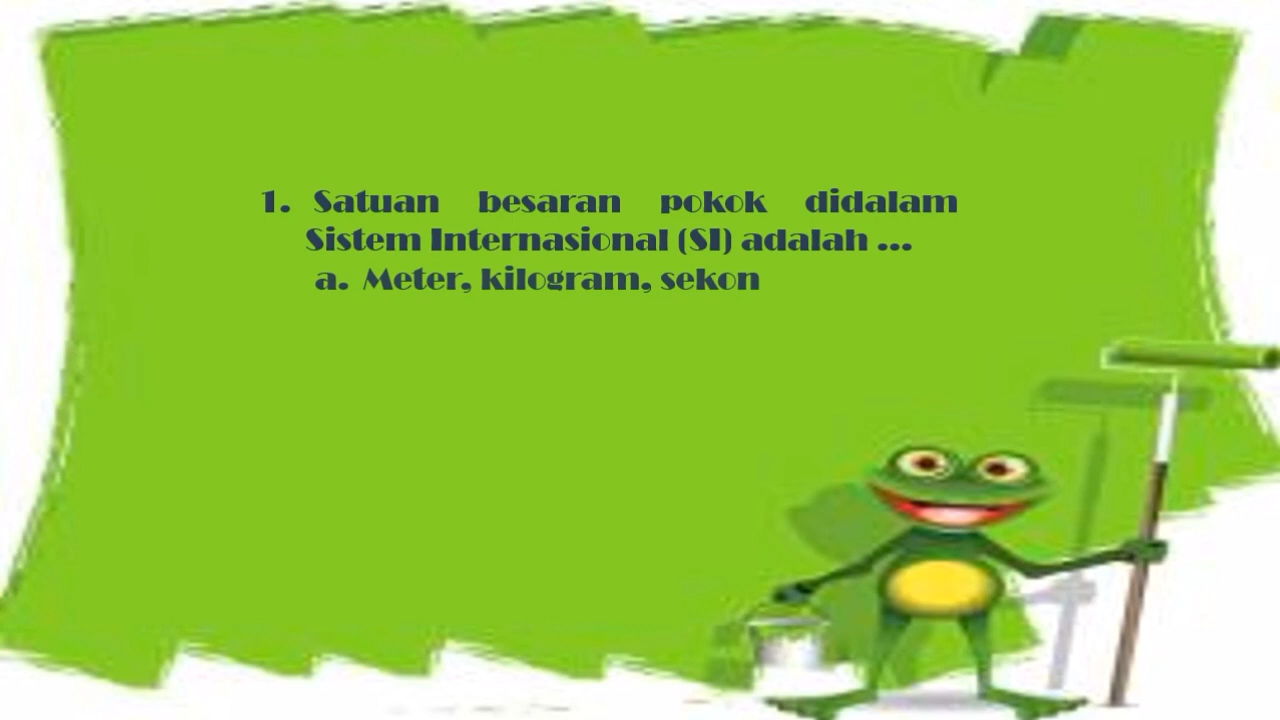 1. Satuan besaran pokok didalam
Sistem Internasional (SI) adalah ...
a. Meter, kilogram, sekon